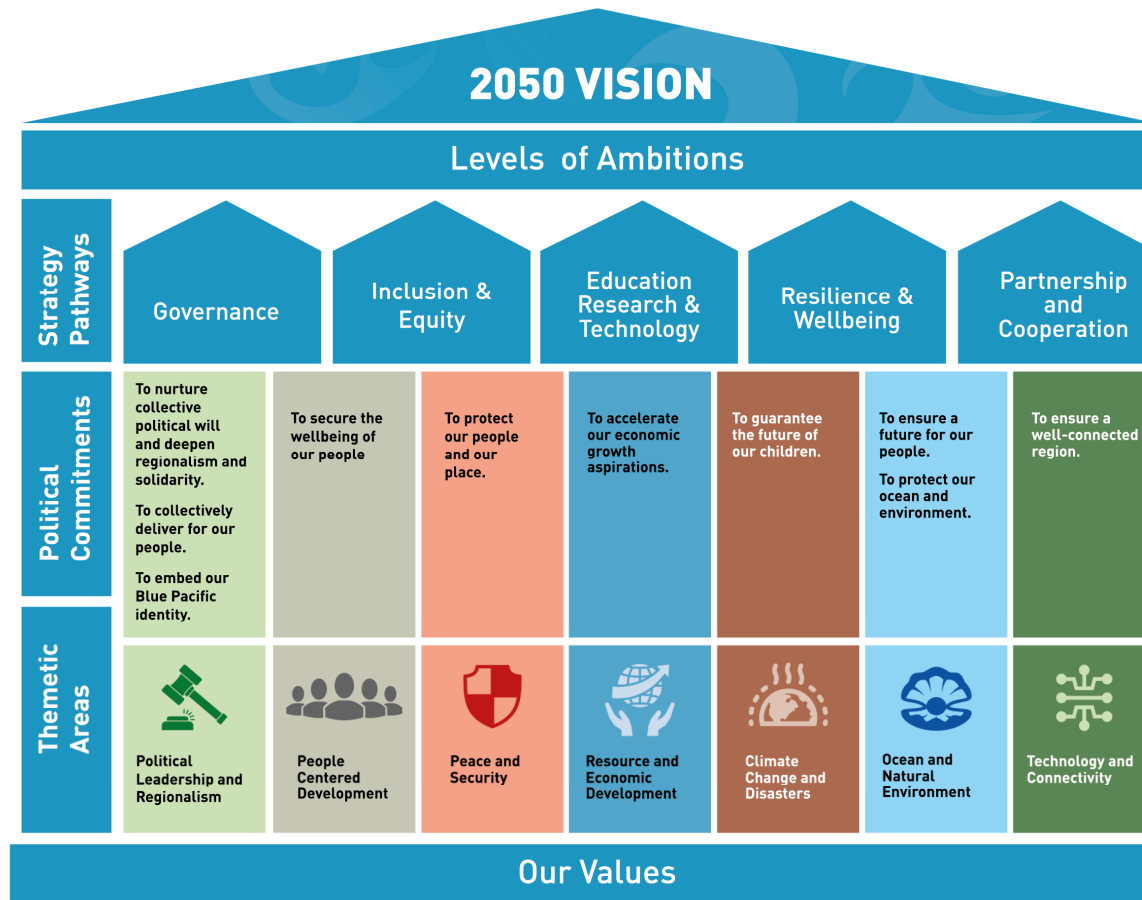 2050 VISION
Levels of Ambitions
Strategy
Pathways
Governance
Inclusion &
Equity
Education
Research &
Technology
Resilience &
Wellbeing
Partnership
and
Cooperation
Political
Commitments
To nurture
collective
political will
and deepen
regionalism and
solidarity.
To collectively
deliver for our
people.
To embed our
Blue Pacific
identity.
To secure the
wellbeing of
our people
To protect
our people
and our
place.
To accelerate
our economic
growth
aspirations.
To guarantee
the future of
our children.
To ensure a
future for our
people.
To protect our
ocean and
environment.
To ensure a
well-connected
region.
Themetic
Areas
Political
Leadership and
Regionalism
People
Centered
Development
Peace and
Security
Resource and
Economic
Development
Climate
Change and
Disasters
Ocean and
Natural
Environment
Technology and
Connectivity
Our Values